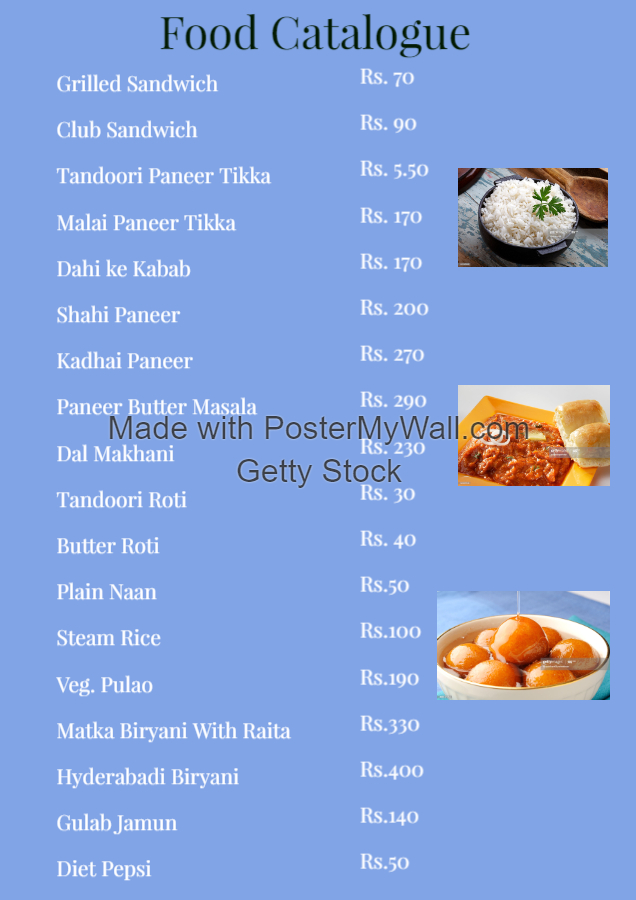 Food Catalogue
Grilled Sandwich Rs. 70
Club Sandwich Rs. 90
Tandoori Paneer Tikka Rs. 5.50
Malai Paneer Tikka Rs. 170
Dahi ke Kabab Rs. 170
Shahi Paneer Rs. 200
Kadhai Paneer Rs. 270
Paneer Butter Masala Rs. 290
Made with PosterMyWall.com
Dal Makhani Rs. 230
Getty Stock
Tandoori Roti Rs. 30
Butter Roti Rs. 40
Plain Naan Rs.50
Steam Rice Rs.100
Veg. Pulao Rs.190
Matka Biryani With Raita Rs.330
Hyderabadi Biryani Rs.400
Gulab Jamun Rs.140
Diet Pepsi Rs.50